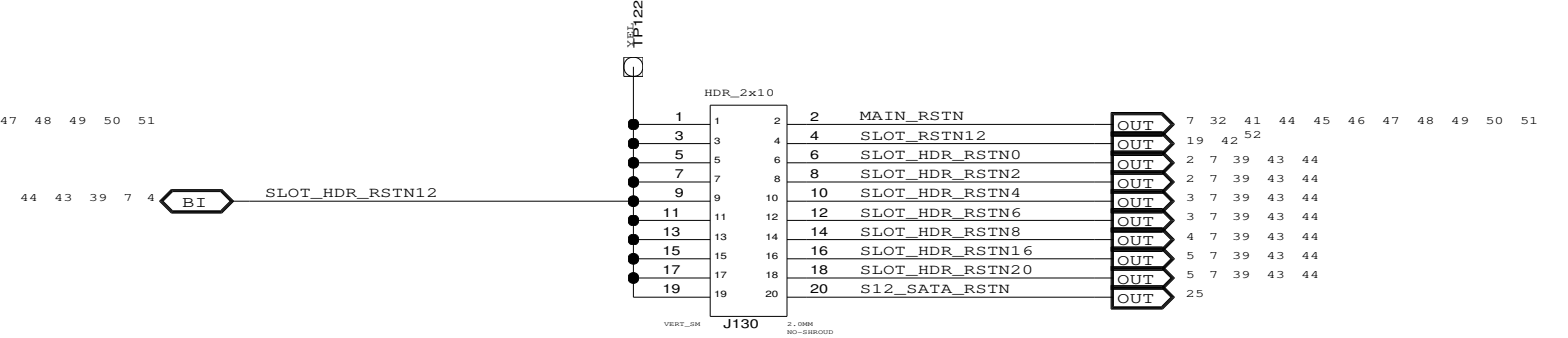 YEL
TP122
HDR_2x10
47 48 49 50 51
1 1 2 2 MAIN_RSTN OUT 7 32 41 44 45 46 47 48 49 50 51
52
3 3 4 4 SLOT_RSTN12 OUT 19 42
5 5 6 6 SLOT_HDR_RSTN0 OUT 2 7 39 43 44
7 7 8 8 SLOT_HDR_RSTN2 OUT 2 7 39 43 44
44 43 39 7 4 BI SLOT_HDR_RSTN12 9 9 10 10 SLOT_HDR_RSTN4 OUT 3 7 39 43 44
11 11 12 12 SLOT_HDR_RSTN6 OUT 3 7 39 43 44
13 13 14 14 SLOT_HDR_RSTN8 OUT 4 7 39 43 44
15 15 16 16 SLOT_HDR_RSTN16 OUT 5 7 39 43 44
17 17 18 18 SLOT_HDR_RSTN20 OUT 5 7 39 43 44
19 19 20 20 S12_SATA_RSTN OUT 25
VERT_SM J130 2.0MM
NO-SHROUD